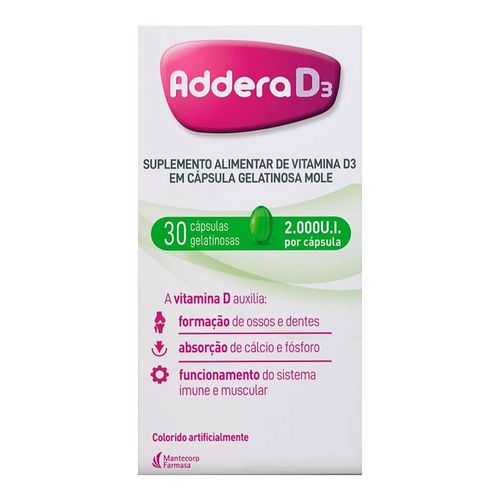 Addera D3
SUPLEMENTO ALIMENTAR DE VITAMINA D3
EM CÁPSULA GELATINOSA MOLE
30 cápsulas gelatinosas
2.000U.I. por cápsula
A vitamina D auxilia:
formação de ossos e dentes
absorção de cálcio e fósforo
funcionamento do sistema
imune e muscular
Colorido artificialmente
Mantecorp
Farmasa